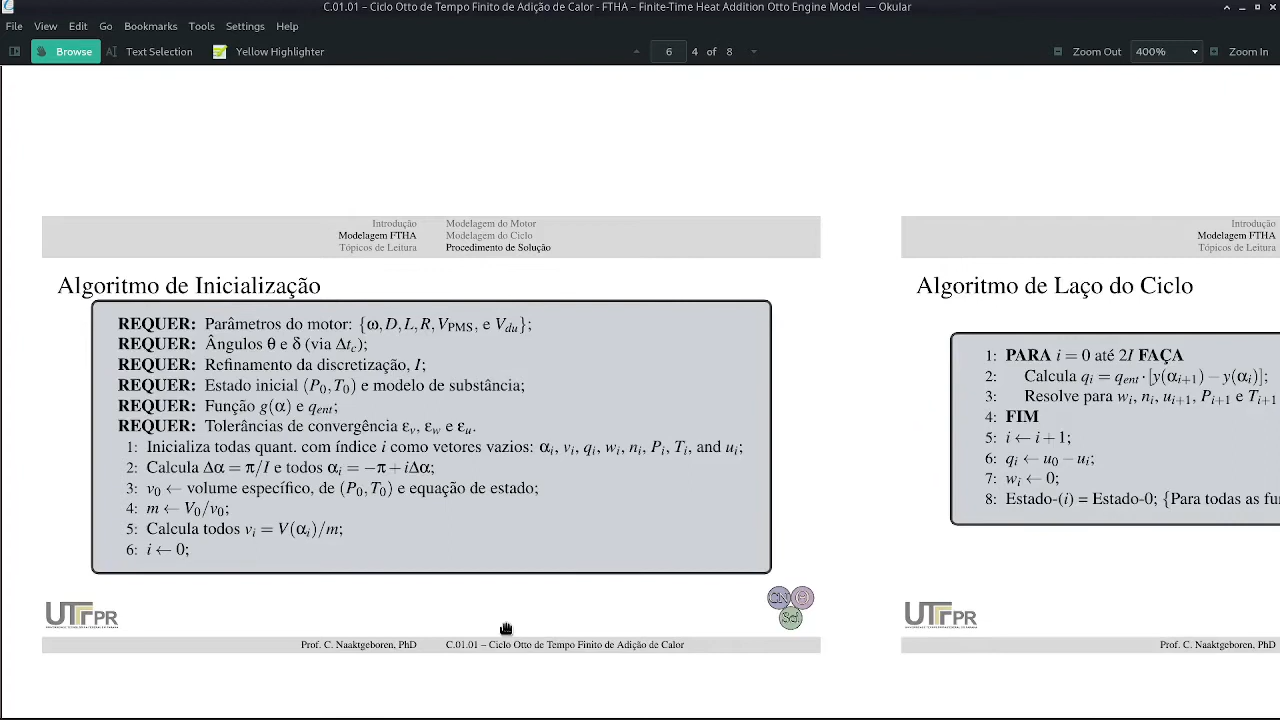 C.01.01 – Ciclo Otto de Tempo Finito de Adição de Calor - FTHA – Finite-Time Heat Addition Otto Engine Model — Okular
File View Edit Go Bookmarks Tools Settings Help
Browse Text Selection Yellow Highlighter 6 4 of 8 Zoom Out 400% Zoom In
Introdução Modelagem do Motor
Modelagem FTHA Modelagem do Ciclo
Tópicos de Leitura Procedimento de Solução
Algoritmo de Inicialização
REQUER: Parâmetros do motor: {ω, D, L, R, V_PMS, e V_du};
REQUER: Ângulos θ e δ (via Δt_c);
REQUER: Refinamento da discretização, I;
REQUER: Estado inicial (P_0, T_0) e modelo de substância;
REQUER: Função g(α) e q_ent;
REQUER: Tolerâncias de convergência ε_v, ε_w e ε_u.
1: Inicializa todas quant. com índice i como vetores vazios: α_i, v_i, q_i, w_i, n_i, P_i, T_i, and u_i;
2: Calcula Δα = π/I e todos α_i = −π + iΔα;
3: v_0 ← volume específico, de (P_0, T_0) e equação de estado;
4: m ← V_0/v_0;
5: Calcula todos v_i = V(α_i)/m;
6: i ← 0;
UTFPR
CN Θ Sci
Prof. C. Naaktgeboren, PhD C.01.01 – Ciclo Otto de Tempo Finito de Adição de Calor
Introdução
Modelagem FTHA
Tópicos de Leitura
Algoritmo de Laço do Ciclo
1: PARA i = 0 até 2I FAÇA
2: Calcula q_i = q_ent · [y(α_{i+1}) − y(α_i)];
3: Resolve para w_i, n_i, u_{i+1}, P_{i+1} e T_{i+1}
4: FIM
5: i ← i + 1;
6: q_i ← u_0 − u_i;
7: w_i ← 0;
8: Estado-(i) = Estado-0; {Para todas as
UTFPR
Prof. C. Naaktgeboren, PhD